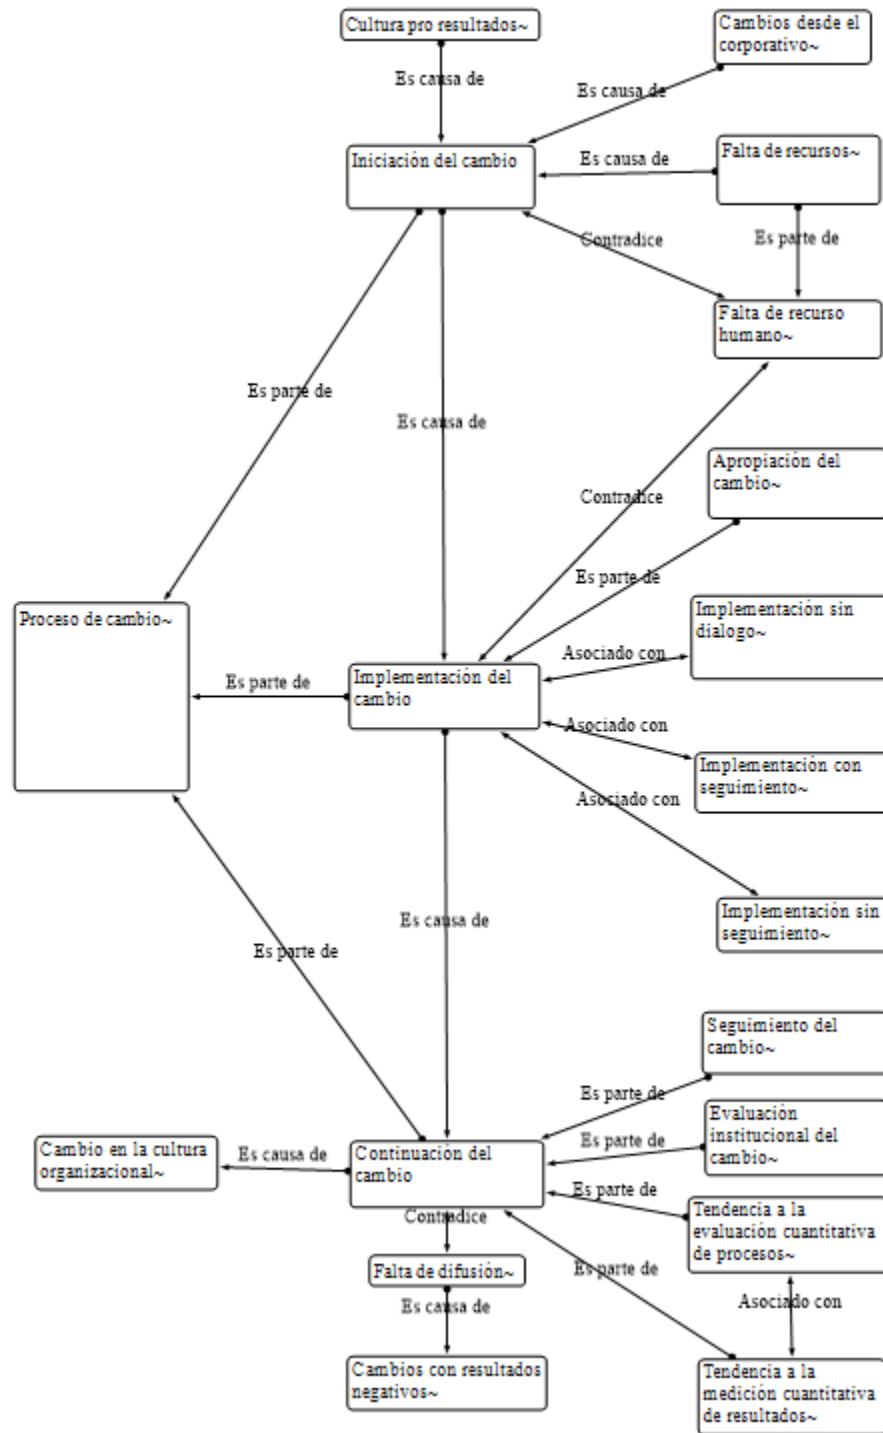 Cultura pro resultados~
Cambios desde el
corporativo~
Es causa de
Es causa de
Iniciación del cambio
Es causa de
Falta de recursos~
Contradice
Es parte de
Falta de recurso
humano~
Es parte de
Es causa de
Apropiación del
cambio~
Contradice
Es parte de
Proceso de cambio~
Implementación sin
dialogo~
Asociado con
Es parte de
Implementación del
cambio
Asociado con
Implementación con
seguimiento~
Asociado con
Implementación sin
seguimiento~
Es causa de
Es parte de
Seguimiento del
cambio~
Es parte de
Evaluación
institucional del
cambio~
Es parte de
Cambio en la cultura
organizacional~
Es causa de
Continuación del
cambio
Es parte de
Tendencia a la
evaluación cuantitativa
de procesos~
Contradice
Falta de difusión~
Es parte de
Asociado con
Es causa de
Cambios con resultados
negativos~
Tendencia a la
medición cuantitativa
de resultados~